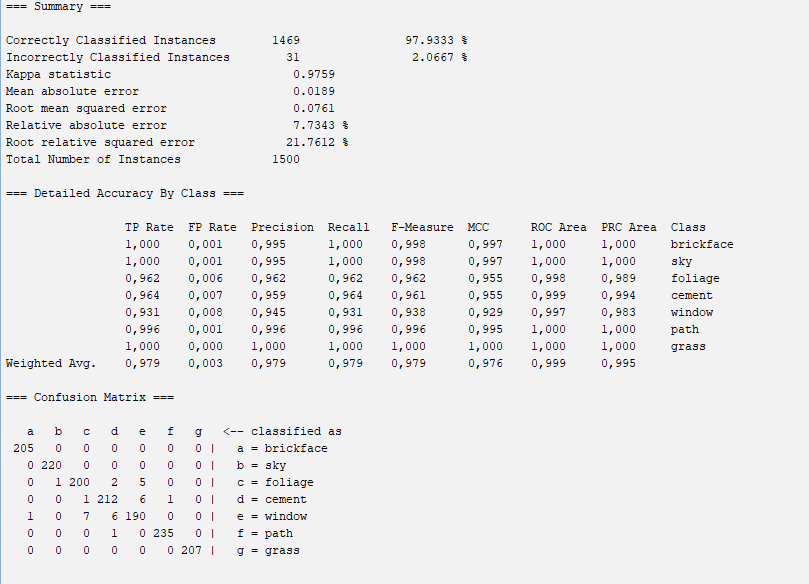 === Summary ===
Correctly Classified Instances        1469               97.9333 %
Incorrectly Classified Instances        31                2.0667 %
Kappa statistic                          0.9759
Mean absolute error                      0.0189
Root mean squared error                  0.0761
Relative absolute error                  7.7343 %
Root relative squared error             21.7612 %
Total Number of Instances             1500
=== Detailed Accuracy By Class ===
                 TP Rate  FP Rate  Precision  Recall   F-Measure  MCC      ROC Area  PRC Area  Class
                 1,000    0,001    0,995      1,000    0,998      0,997    1,000     1,000     brickface
                 1,000    0,001    0,995      1,000    0,998      0,997    1,000     1,000     sky
                 0,962    0,006    0,962      0,962    0,962      0,955    0,998     0,989     foliage
                 0,964    0,007    0,959      0,964    0,961      0,955    0,999     0,994     cement
                 0,931    0,008    0,945      0,931    0,938      0,929    0,997     0,983     window
                 0,996    0,001    0,996      0,996    0,996      0,995    1,000     1,000     path
                 1,000    0,000    1,000      1,000    1,000      1,000    1,000     1,000     grass
Weighted Avg.    0,979    0,003    0,979      0,979    0,979      0,976    0,999     0,995
=== Confusion Matrix ===
   a   b   c   d   e   f   g   <-- classified as
 205   0   0   0   0   0   0 |   a = brickface
   0 220   0   0   0   0   0 |   b = sky
   0   1 200   2   5   0   0 |   c = foliage
   0   0   1 212   6   1   0 |   d = cement
   1   0   7   6 190   0   0 |   e = window
   0   0   0   1   0 235   0 |   f = path
   0   0   0   0   0   0 207 |   g = grass